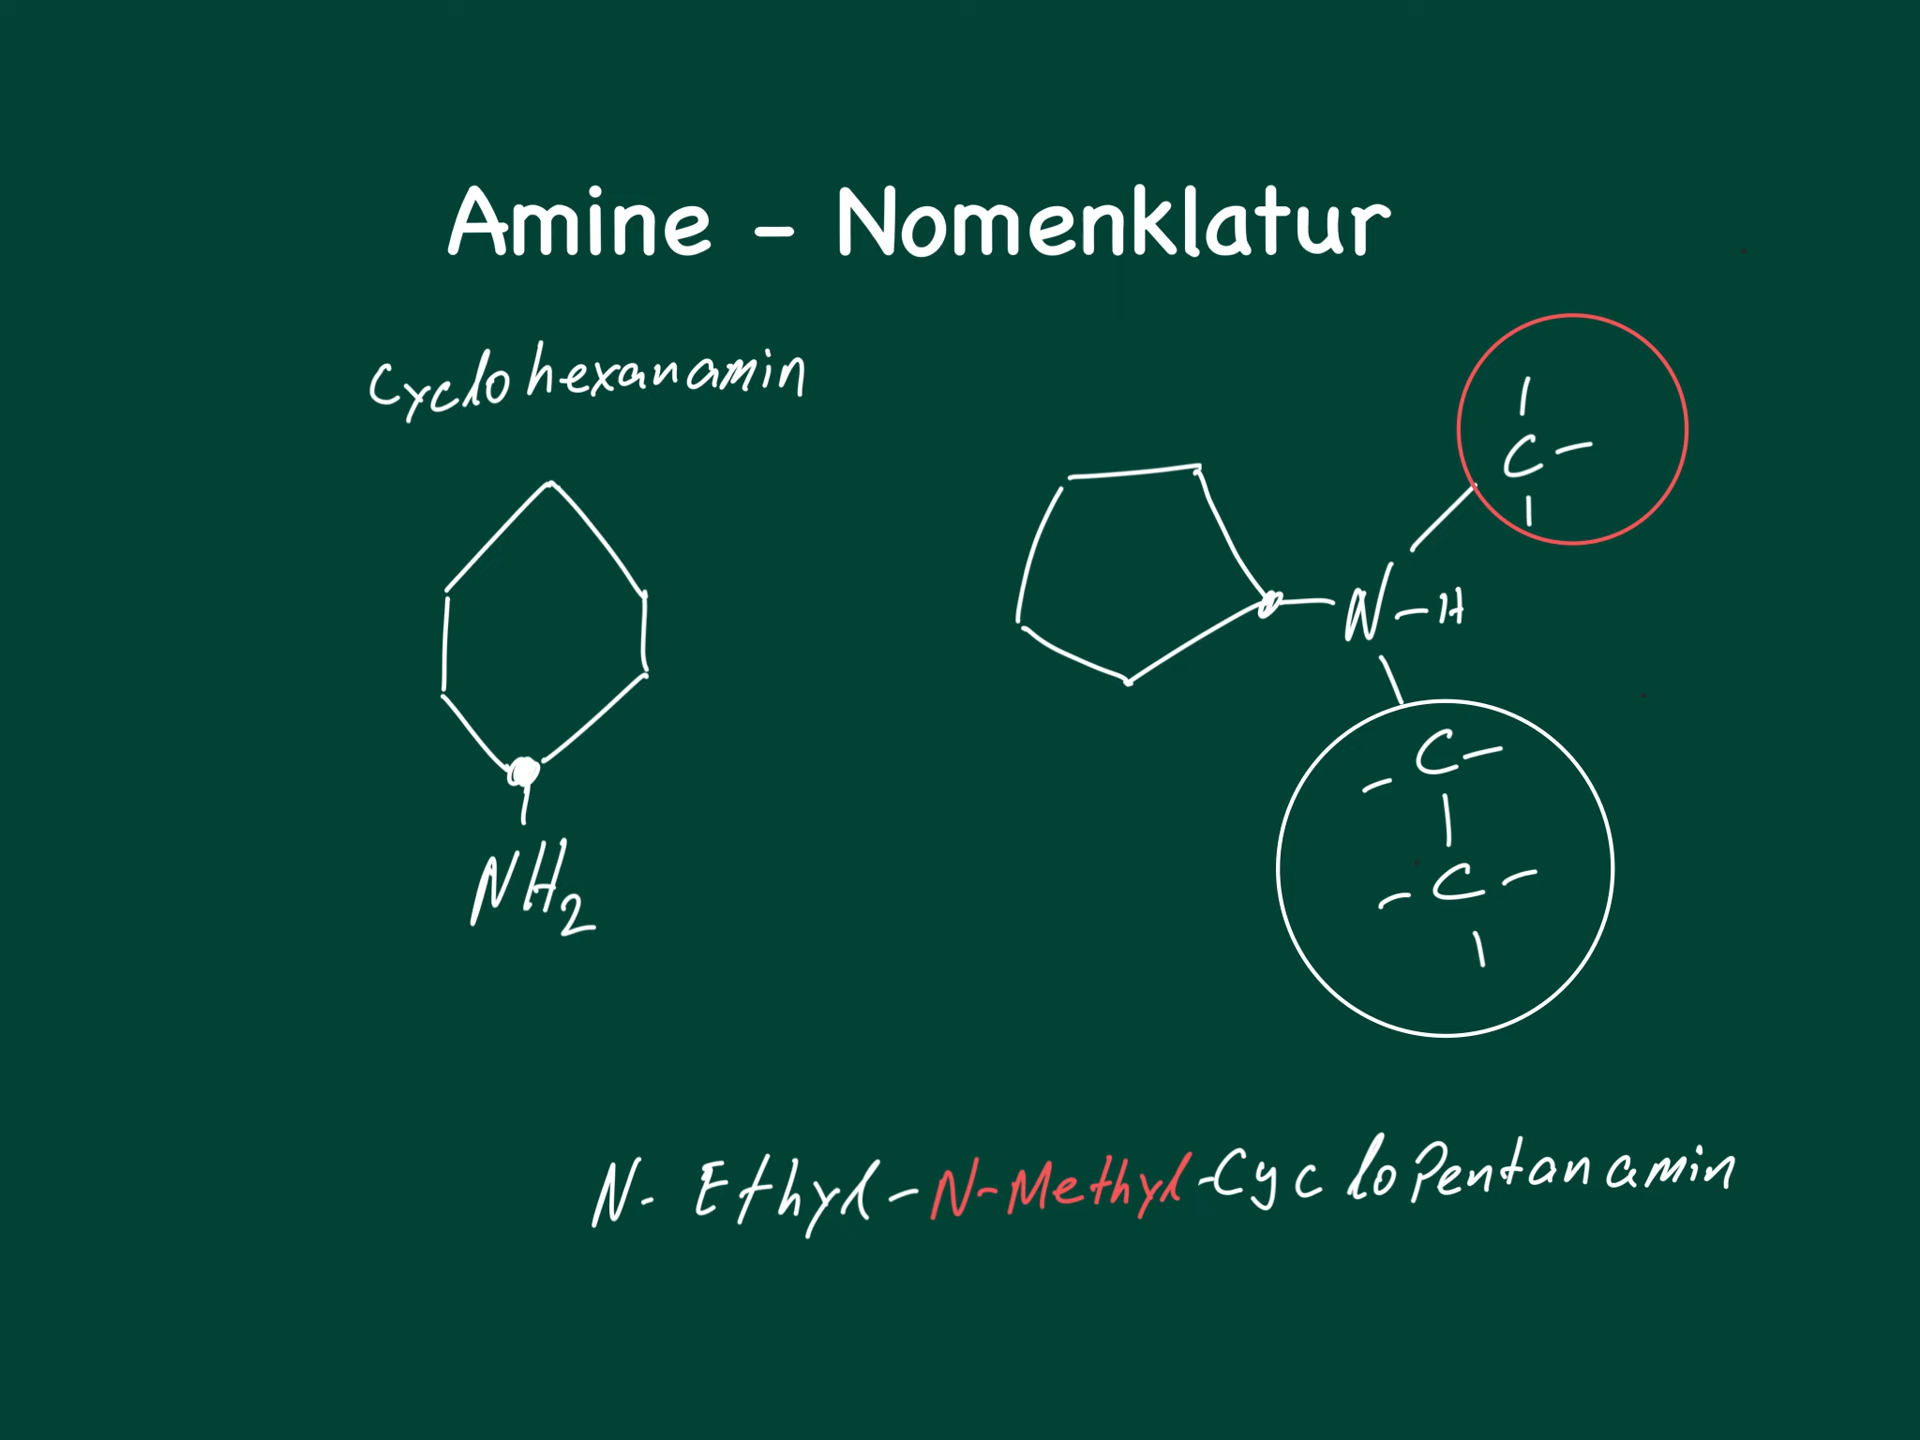 Amine - Nomenklatur
Cyclohexanamin
C-
N-H
C-
-C-
NH2
N-Ethyl-N-Methyl-CycloPentanamin